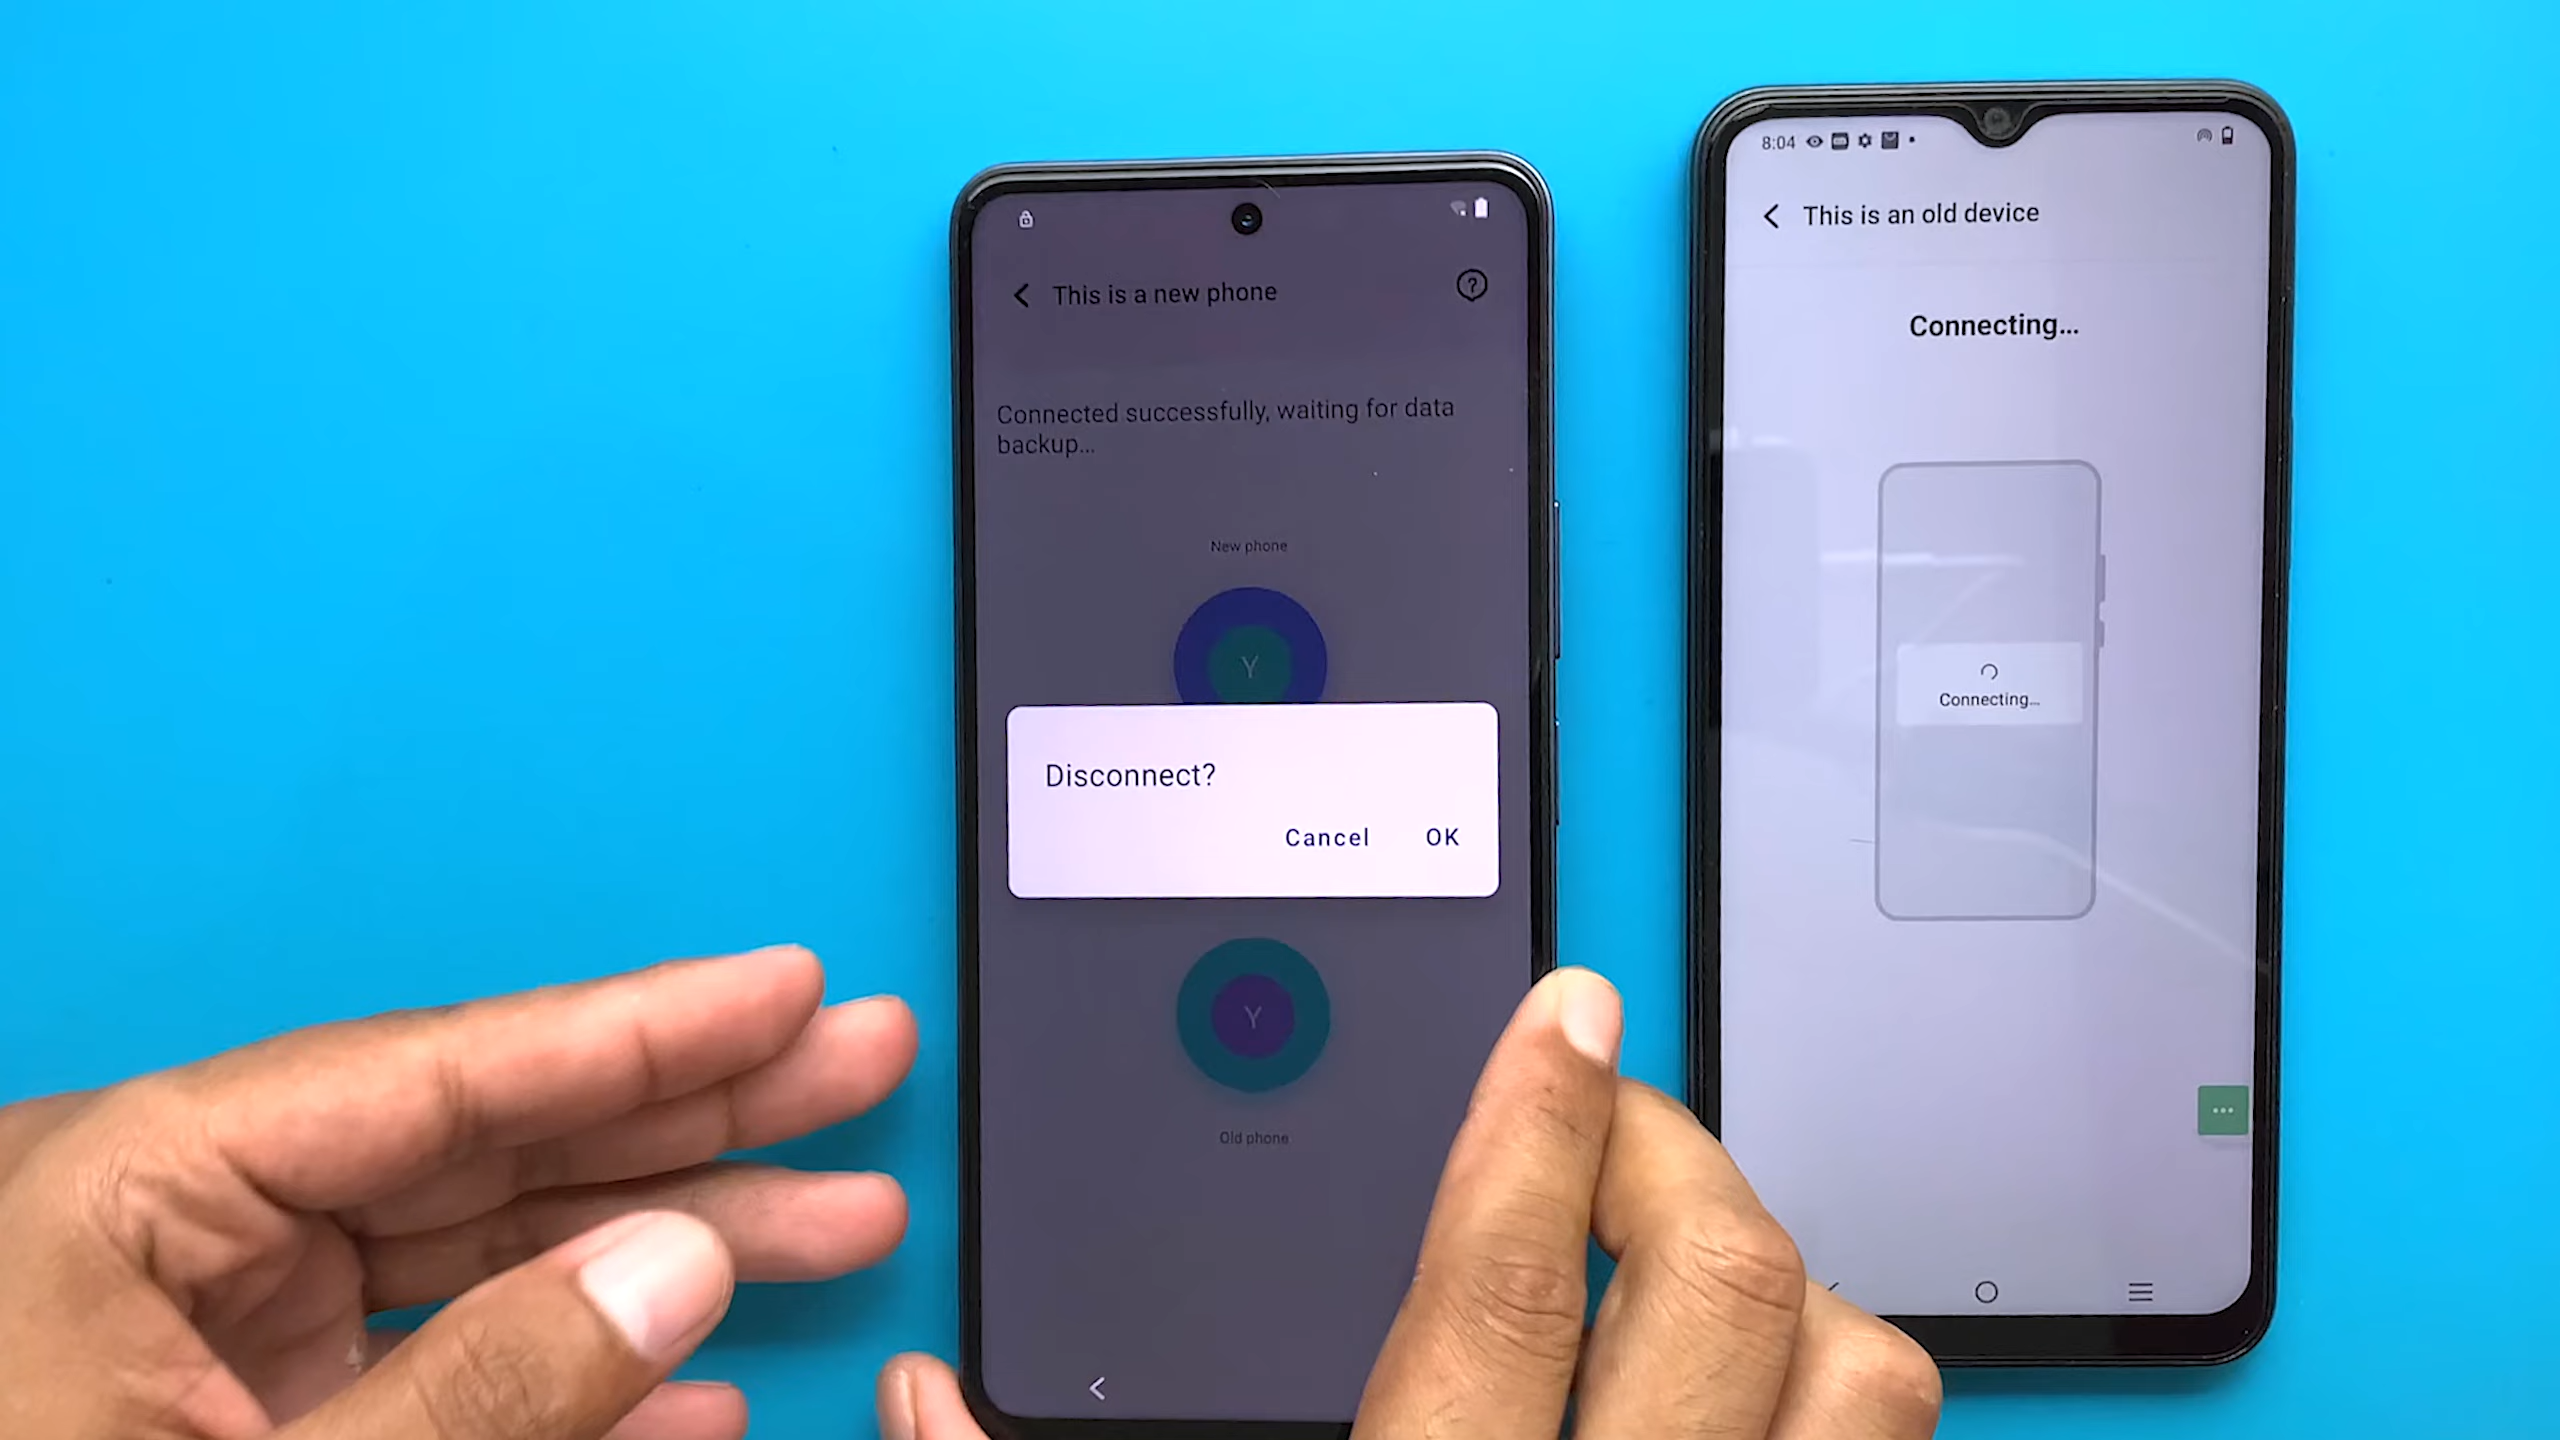 This is a new phone
Connected successfully, waiting for data
backup...
New phone
Y
Disconnect?
Cancel OK
Y
Old phone
8:04
This is an old device
Connecting...
Connecting...